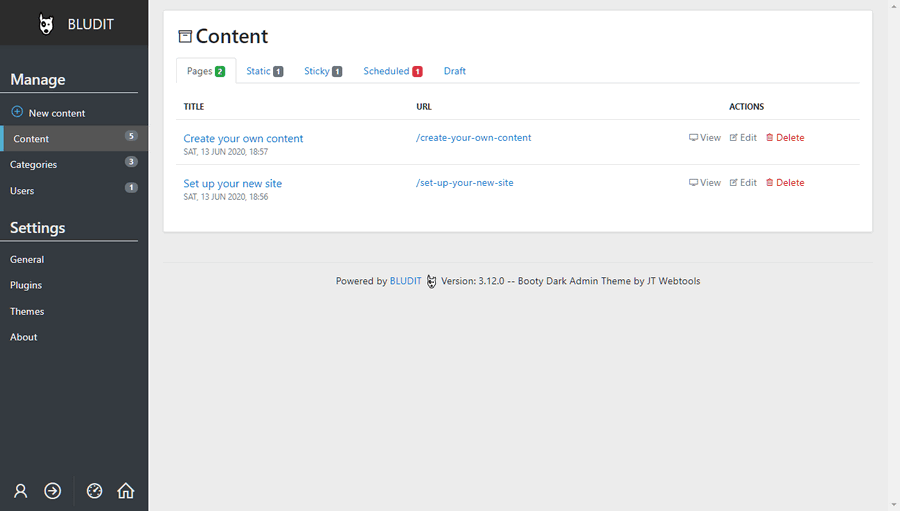 BLUDIT
Manage
New content
Content 5
Categories 3
Users 1
Settings
General
Plugins
Themes
About
Content
Pages 2 Static 1 Sticky 1 Scheduled 1 Draft
TITLE URL ACTIONS
Create your own content /create-your-own-content View Edit Delete
SAT, 13 JUN 2020, 18:57
Set up your new site /set-up-your-new-site View Edit Delete
SAT, 13 JUN 2020, 18:56
Powered by BLUDIT Version: 3.12.0 -- Booty Dark Admin Theme by JT Webtools